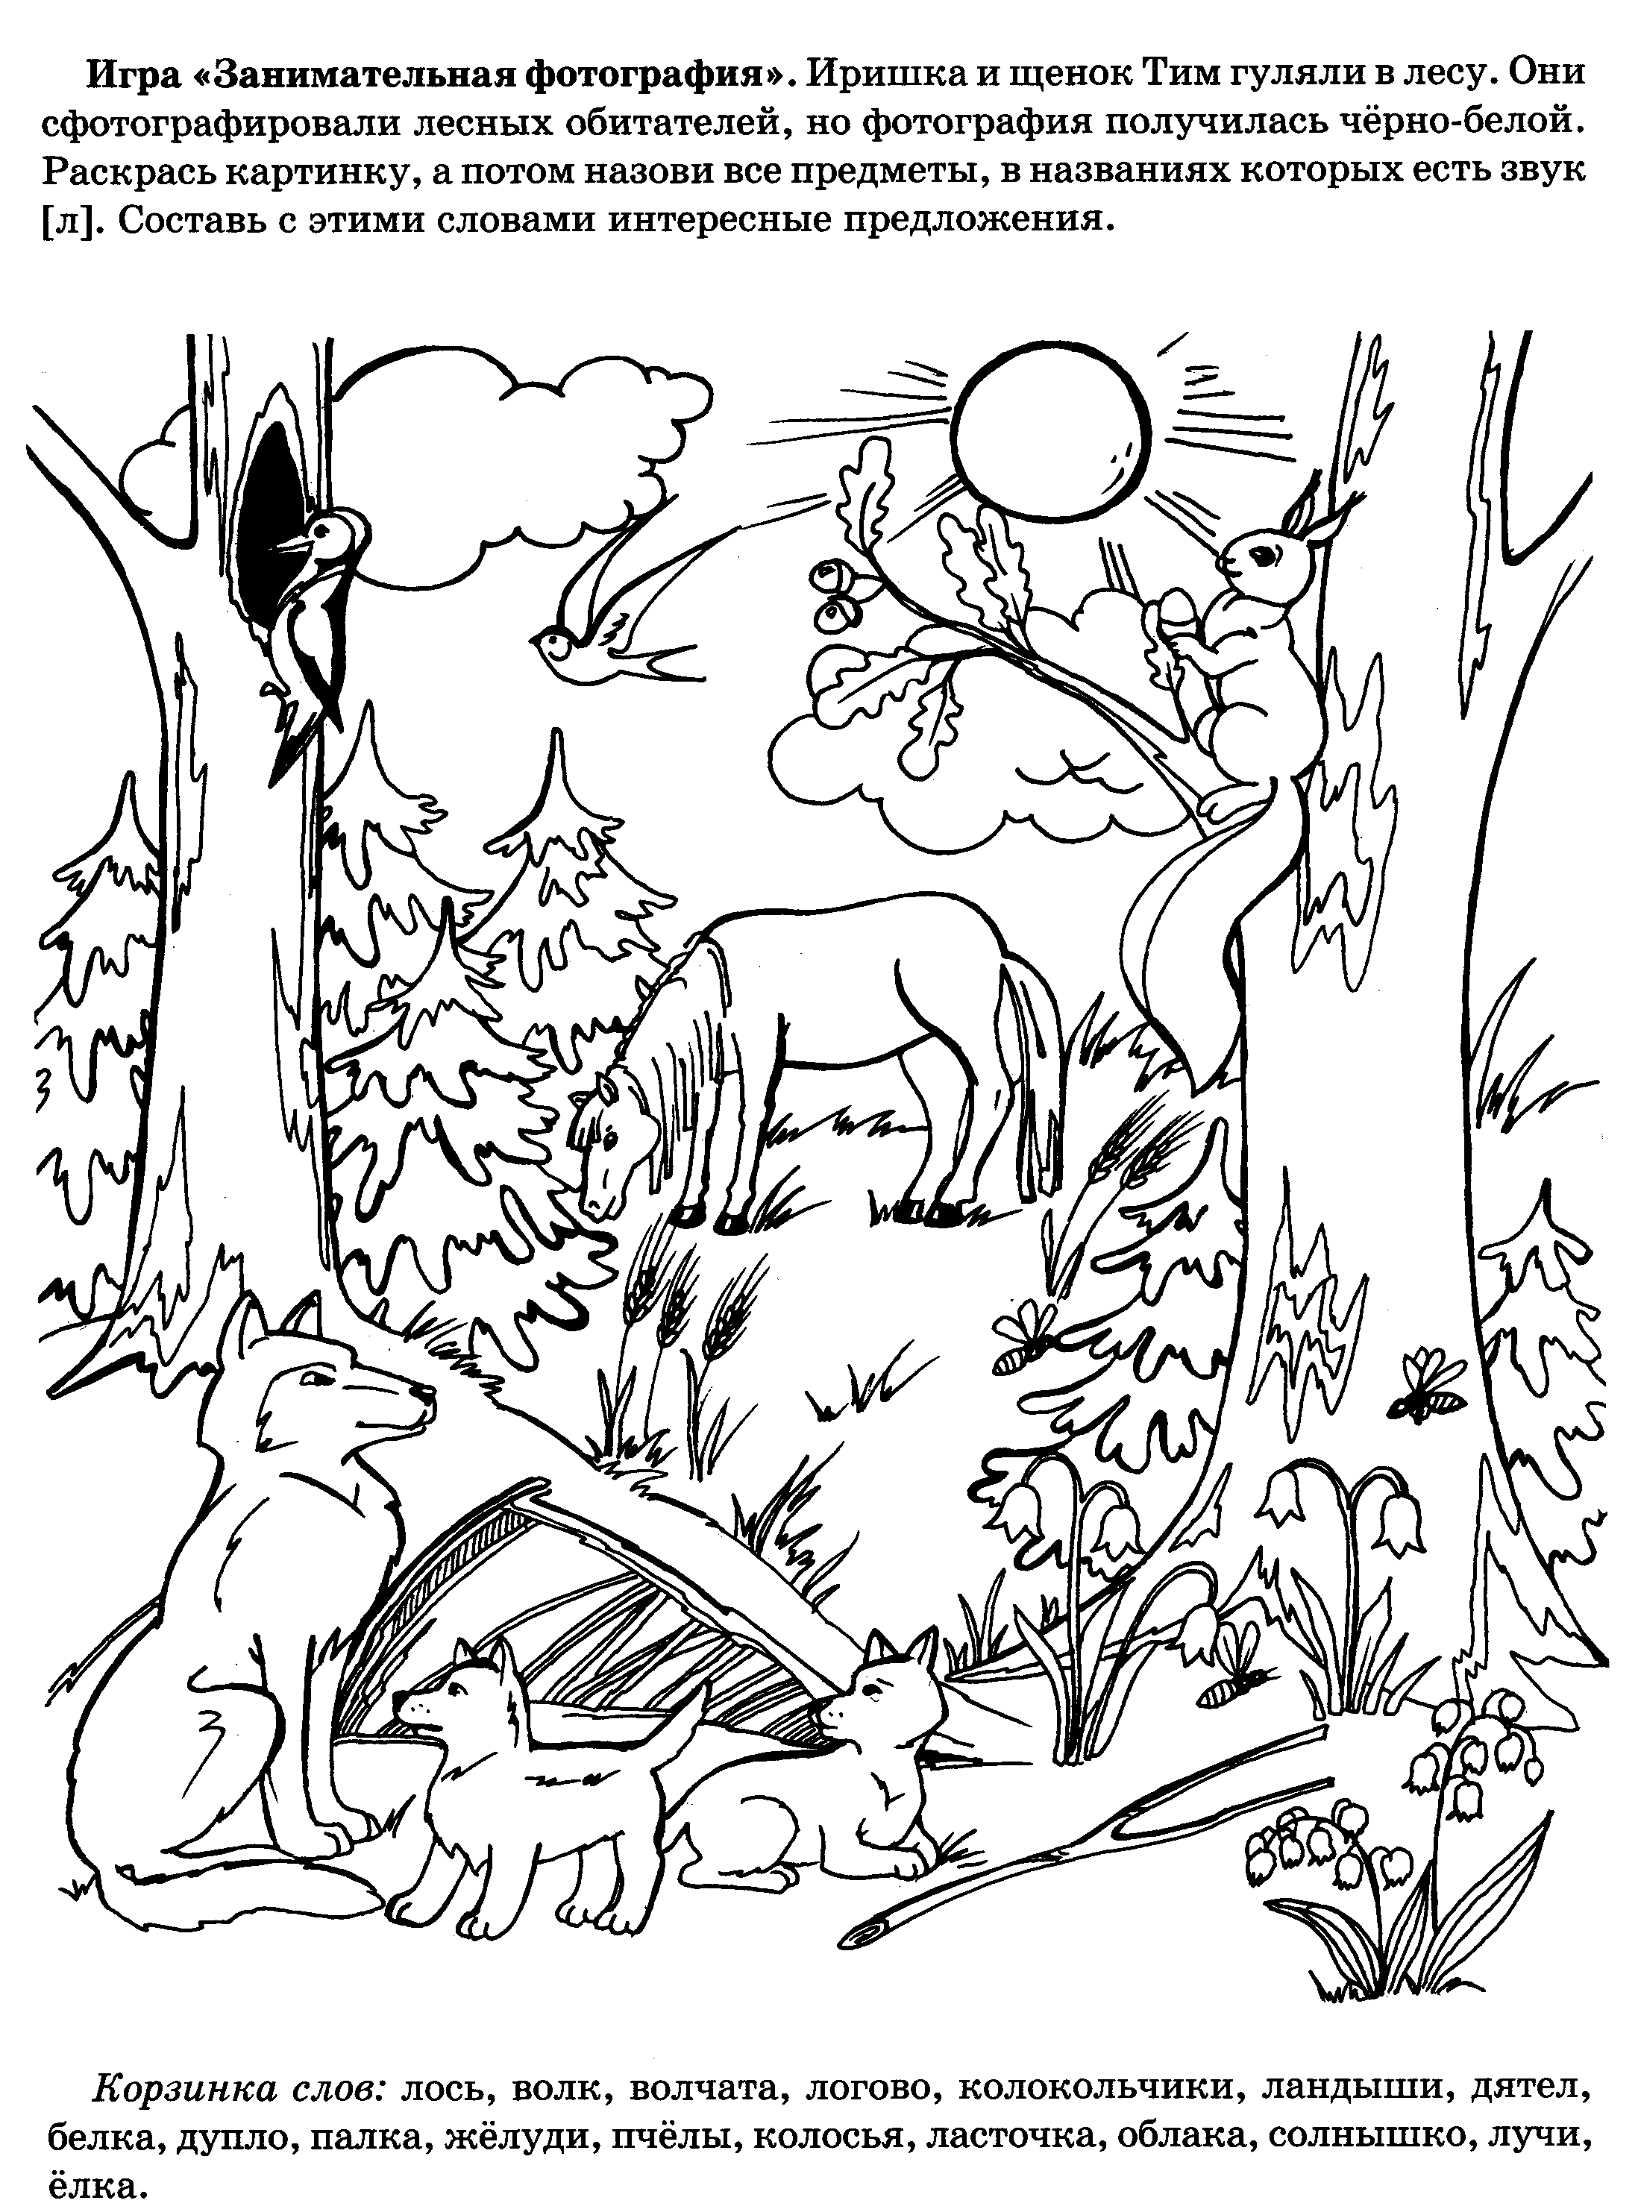 Игра «Занимательная фотография». Иришка и щенок Тим гуляли в лесу. Они
сфотографировали лесных обитателей, но фотография получилась чёрно-белой.
Раскрась картинку, а потом назови все предметы, в названиях которых есть звук
[л]. Составь с этими словами интересные предложения.
Корзинка слов: лось, волк, волчата, логово, колокольчики, ландыши, дятел,
белка, дупло, палка, жёлуди, пчёлы, колосья, ласточка, облака, солнышко, лучи,
ёлка.